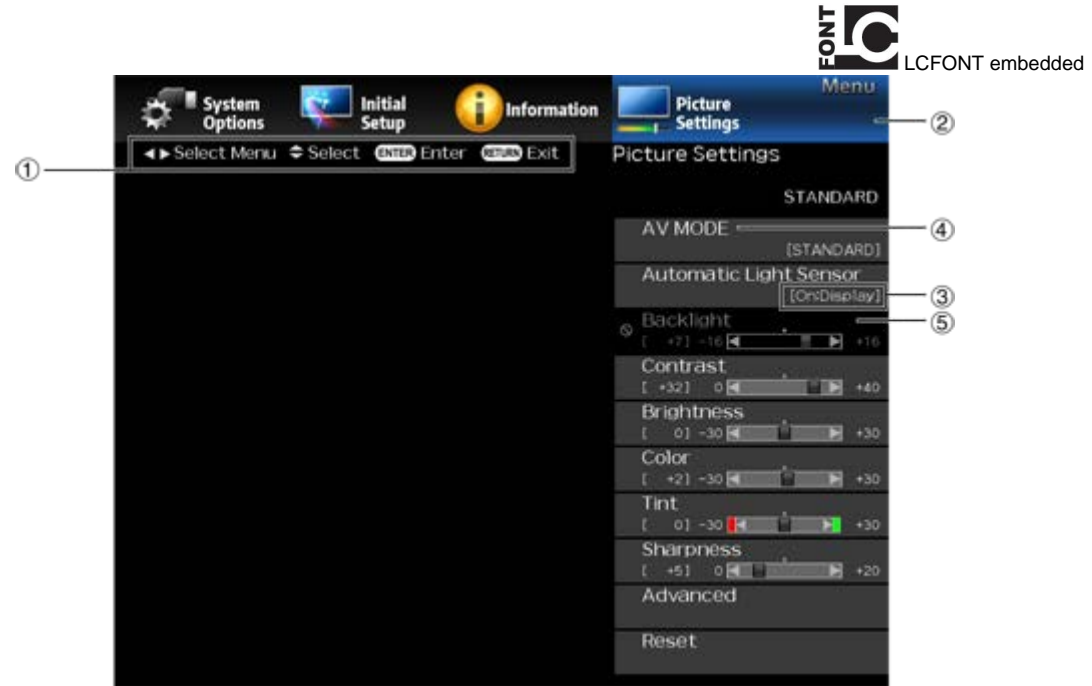 FONT LC LCFONT embedded
Menu
System Options
Initial Setup
Information
Picture Settings
②
① ◀▶Select Menu ⬍Select ENTER Enter RETURN Exit
Picture Settings
STANDARD
AV MODE ④
[STANDARD]
Automatic Light Sensor
[On:Display] ③
Backlight ⑤
[ +7] -16 +16
Contrast
[ +32] 0 +40
Brightness
[ 0] -30 +30
Color
[ +2] -30 +30
Tint
[ 0] -30 +30
Sharpness
[ +5] 0 +20
Advanced
Reset